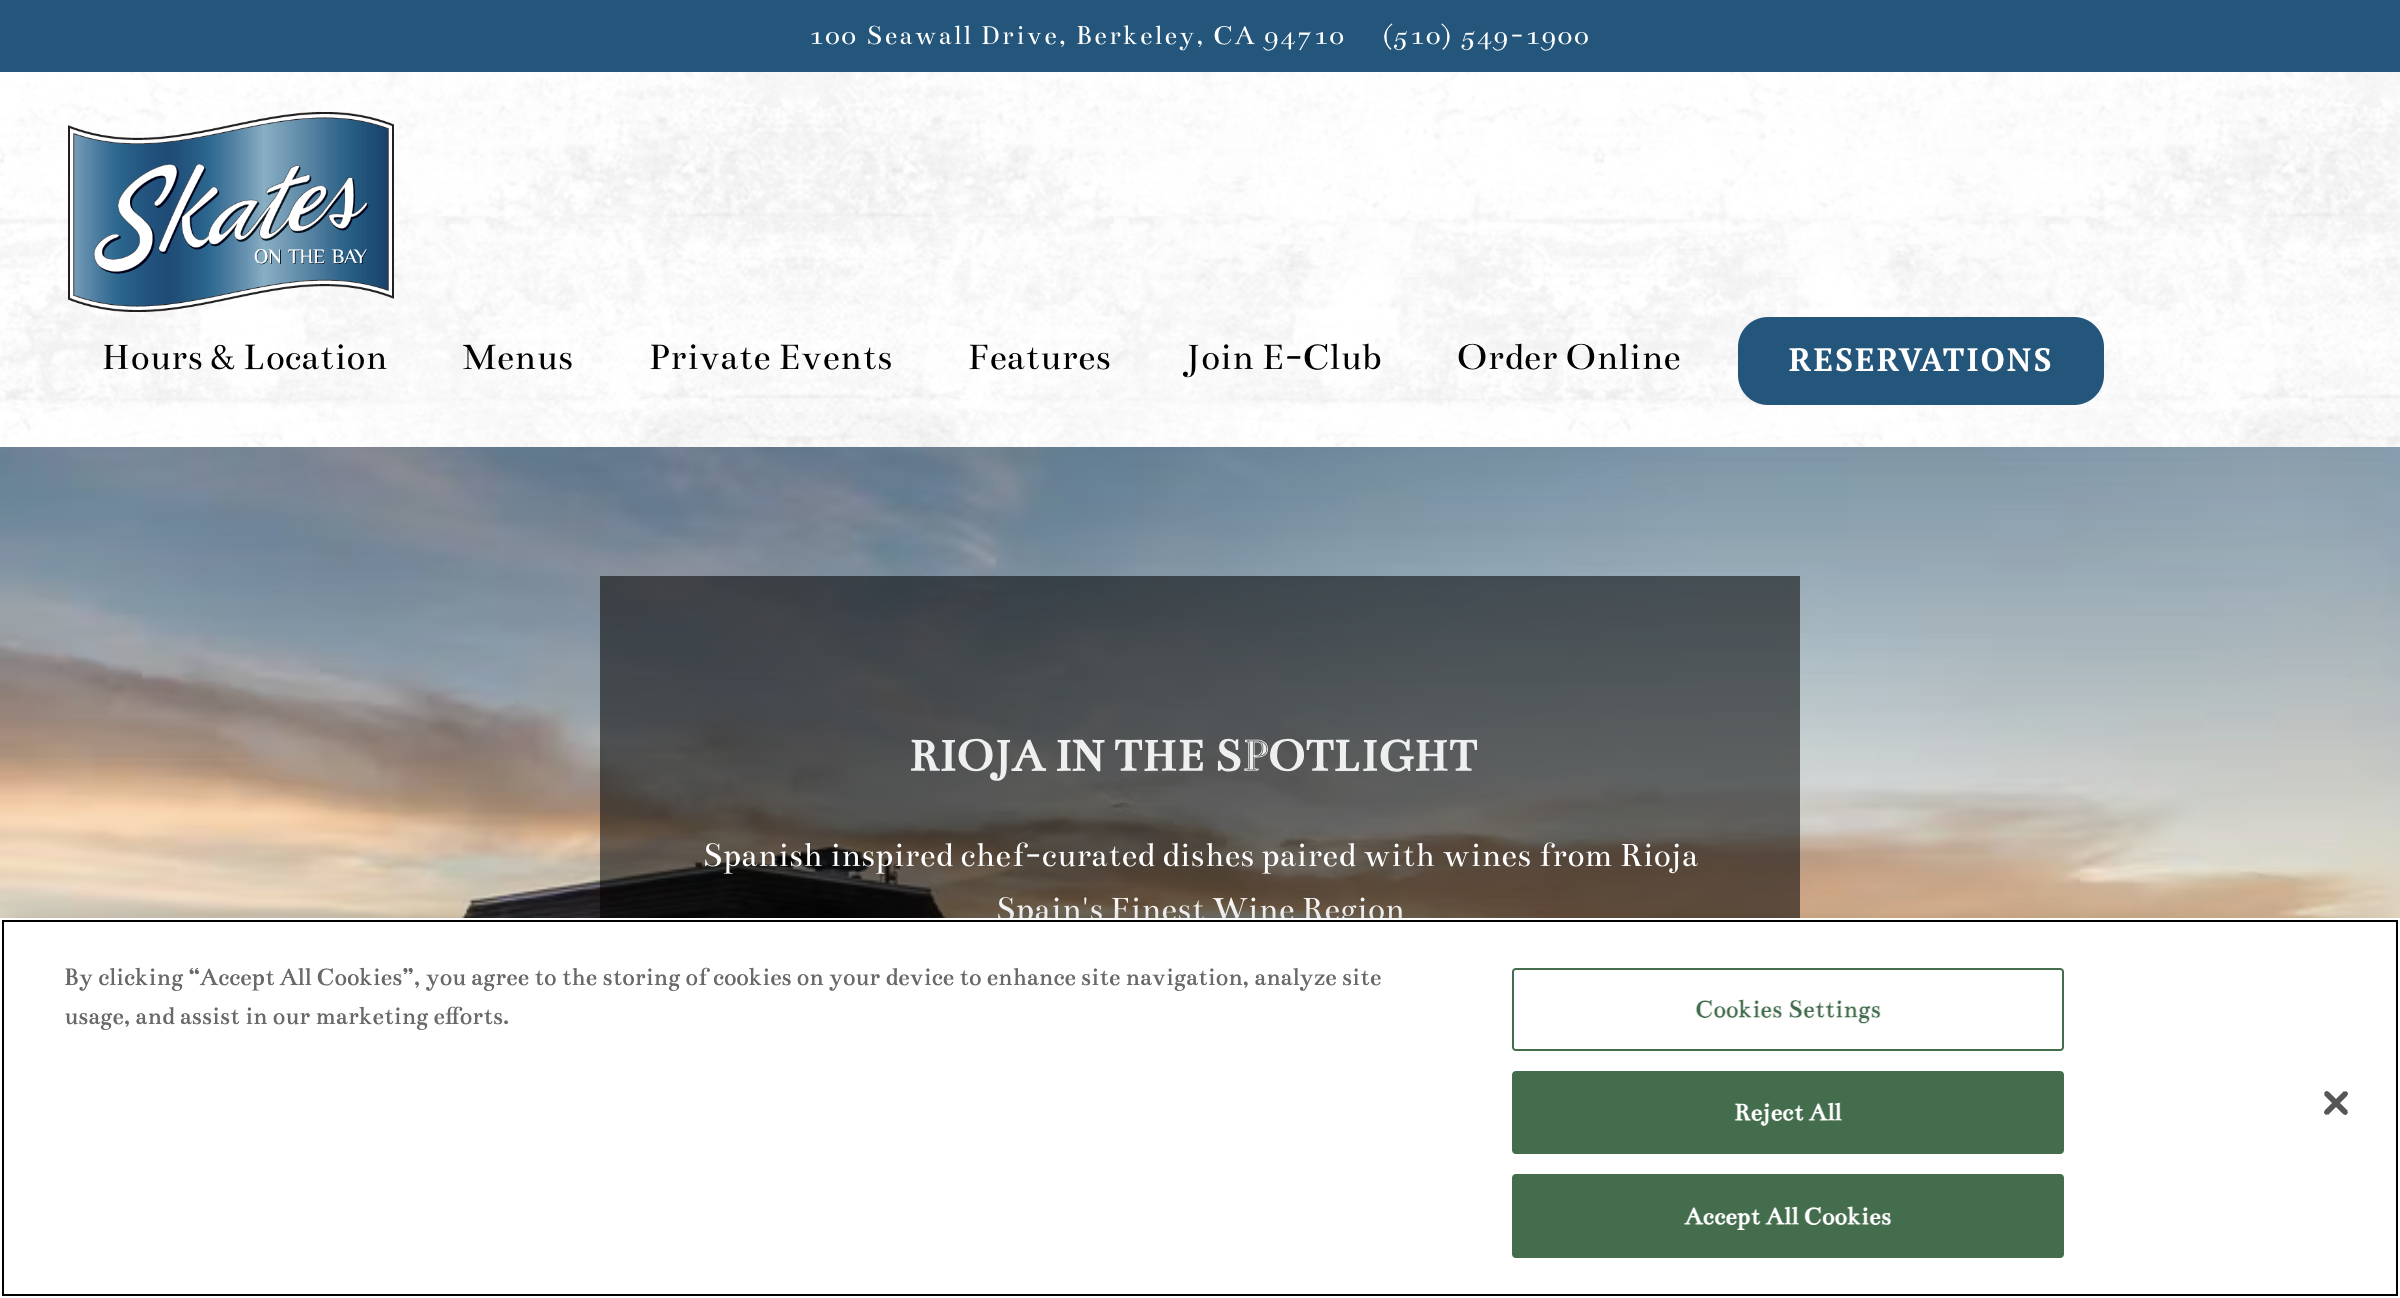 100 Seawall Drive, Berkeley, CA 94710 (510) 549-1900
Skates
ON THE BAY
Hours & Location Menus Private Events Features Join E-Club Order Online RESERVATIONS
RIOJA IN THE SPOTLIGHT
Spanish inspired chef-curated dishes paired with wines from Rioja
Spain's Finest Wine Region
By clicking “Accept All Cookies”, you agree to the storing of cookies on your device to enhance site navigation, analyze site
usage, and assist in our marketing efforts.
Cookies Settings
Reject All
Accept All Cookies